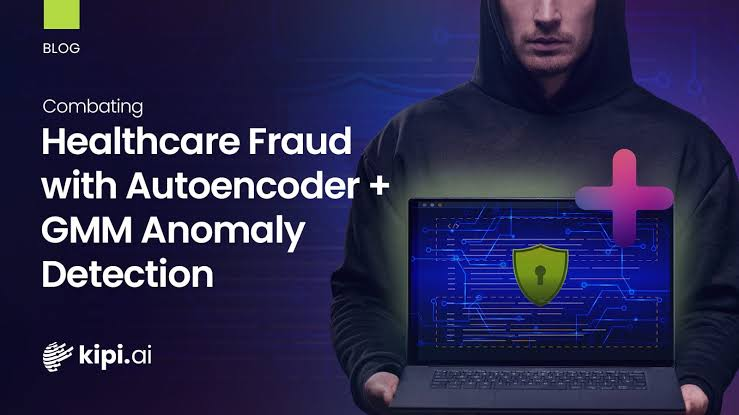 BLOG
Combating
Healthcare Fraud
with Autoencoder +
GMM Anomaly
Detection
kipi.ai